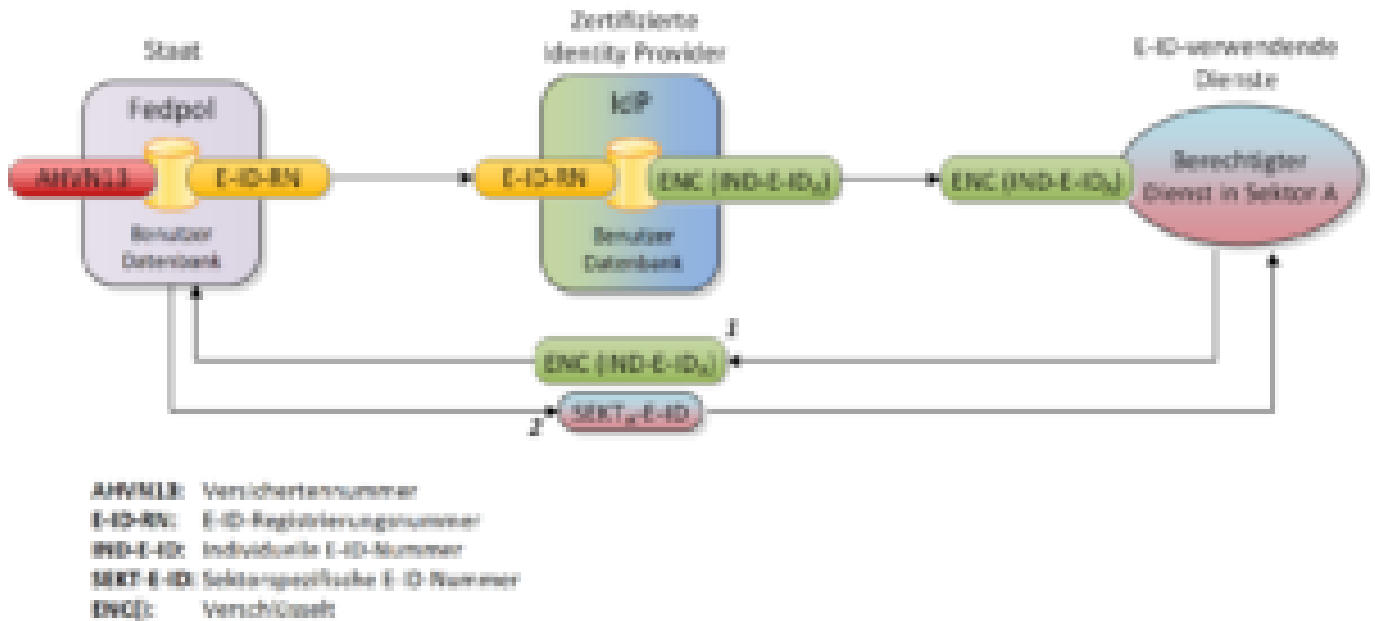 Staat
Zertifizierte
Identity Provider
E-ID-verwendende
Dienste
Fedpol
IdP
AHVN13
E-ID-RN
E-ID-RN
ENC (IND-E-ID
ENC (IND-E-ID
Berechtigter
Dienst in Sektor A
Benutzer
Datenbank
Benutzer
Datenbank
1
ENC (IND-E-ID
SEKT -E-ID
2
AHVN13: Versichertennummer
E-ID-RN: E-ID-Registrierungsnummer
IND-E-ID: Individuelle E-ID-Nummer
SEKT-E-ID: Sektorspezifische E-ID-Nummer
ENC(): Verschlüsselt